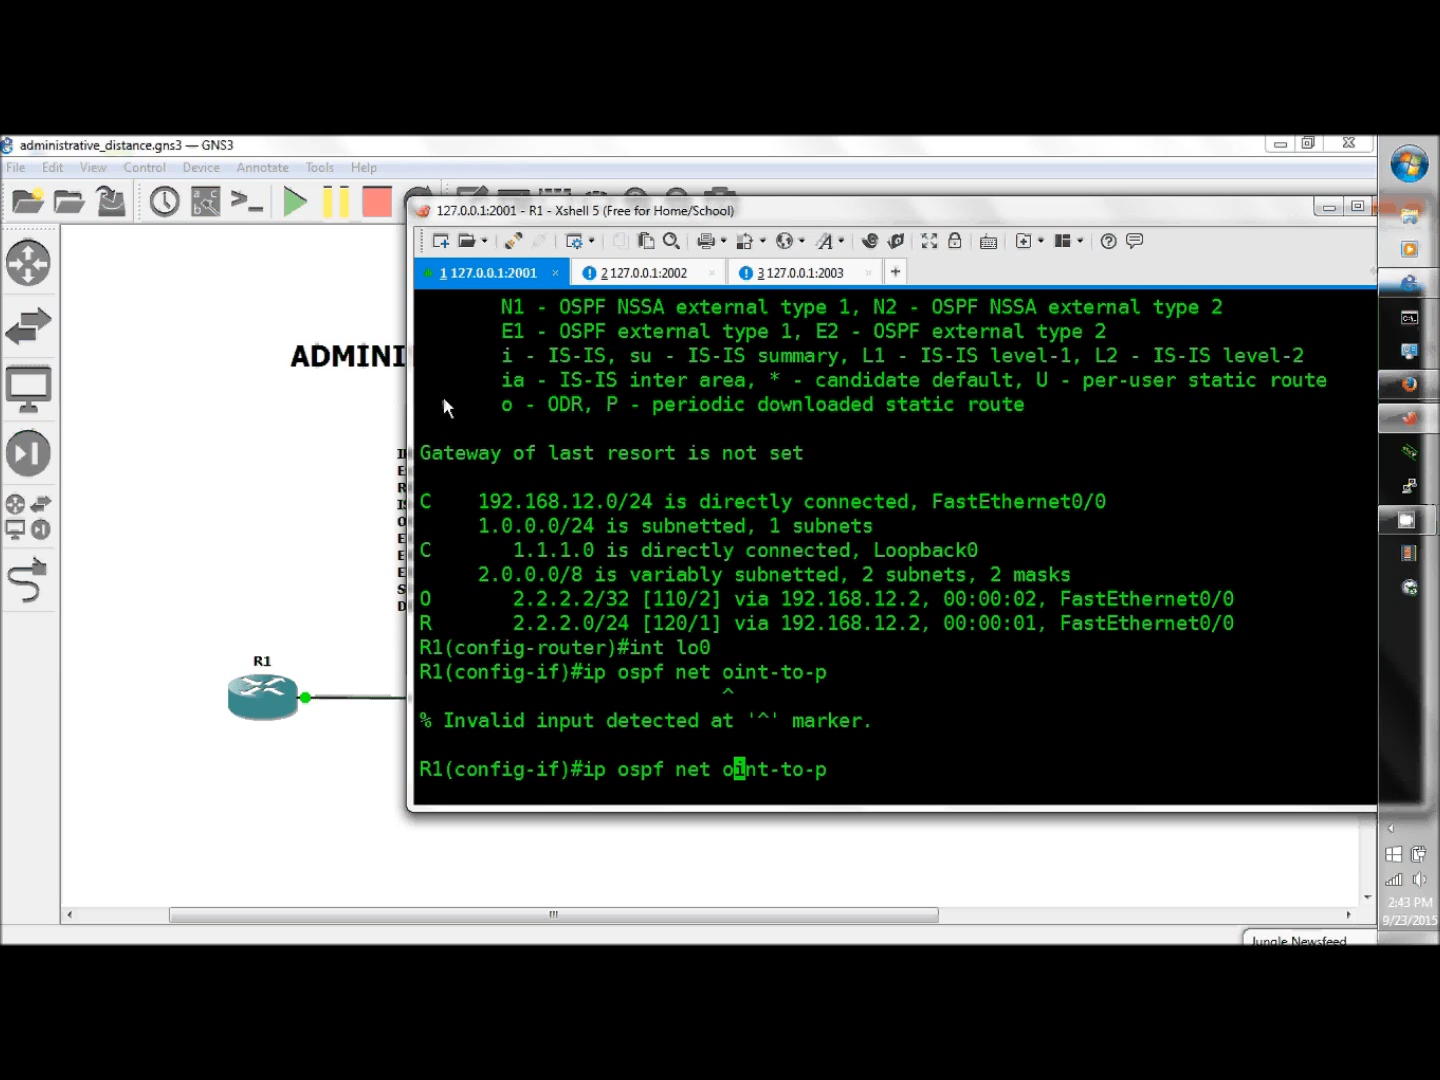 administrative_distance.gns3 — GNS3
File Edit View Control Device Annotate Tools Help
127.0.0.1:2001 - R1 - Xshell 5 (Free for Home/School)
1 127.0.0.1:2001 × 2 127.0.0.1:2002 × 3 127.0.0.1:2003 × +
N1 - OSPF NSSA external type 1, N2 - OSPF NSSA external type 2
E1 - OSPF external type 1, E2 - OSPF external type 2
i - IS-IS, su - IS-IS summary, L1 - IS-IS level-1, L2 - IS-IS level-2
ia - IS-IS inter area, * - candidate default, U - per-user static route
o - ODR, P - periodic downloaded static route
Gateway of last resort is not set
C 192.168.12.0/24 is directly connected, FastEthernet0/0
1.0.0.0/24 is subnetted, 1 subnets
C 1.1.1.0 is directly connected, Loopback0
2.0.0.0/8 is variably subnetted, 2 subnets, 2 masks
O 2.2.2.2/32 [110/2] via 192.168.12.2, 00:00:02, FastEthernet0/0
R 2.2.2.0/24 [120/1] via 192.168.12.2, 00:00:01, FastEthernet0/0
R1(config-router)#int lo0
R1(config-if)#ip ospf net oint-to-p
^
% Invalid input detected at '^' marker.
R1(config-if)#ip ospf net oint-to-p
ADMINI
R1
2:43 PM
9/23/2015
Jungle Newsfeed